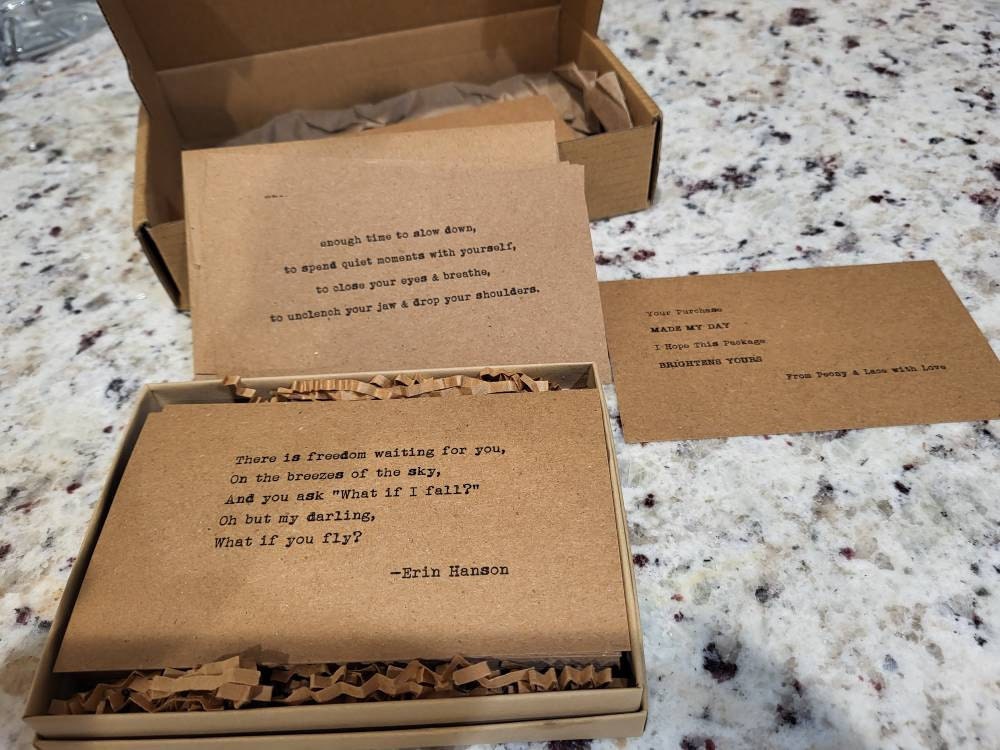 enough time to slow down,
to spend quiet moments with yourself,
to close your eyes & breathe,
to unclench your jaw & drop your shoulders.
Your Purchase
MADE MY DAY
I Hope This Package
BRIGHTENS YOURS
From Peony & Lace with Love
There is freedom waiting for you,
On the breezes of the sky,
And you ask "What if I fall?"
Oh but my darling,
What if you fly?
—Erin Hanson